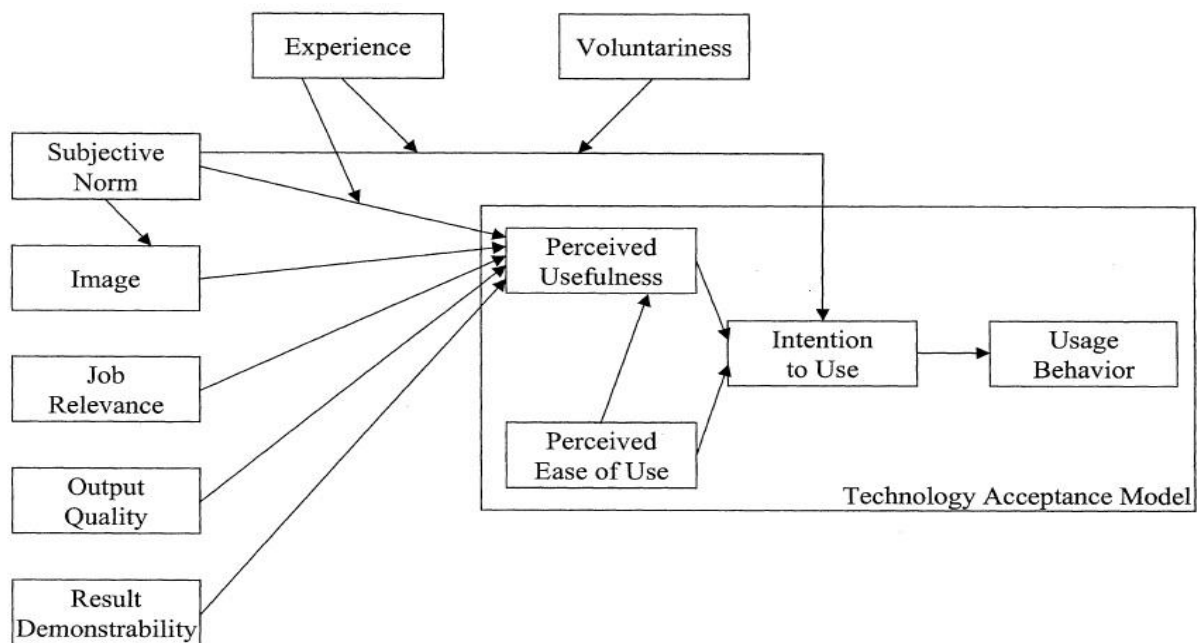 Experience
Voluntariness
Subjective
Norm
Image
Job
Relevance
Output
Quality
Result
Demonstrability
Perceived
Usefulness
Perceived
Ease of Use
Intention
to Use
Usage
Behavior
Technology Acceptance Model